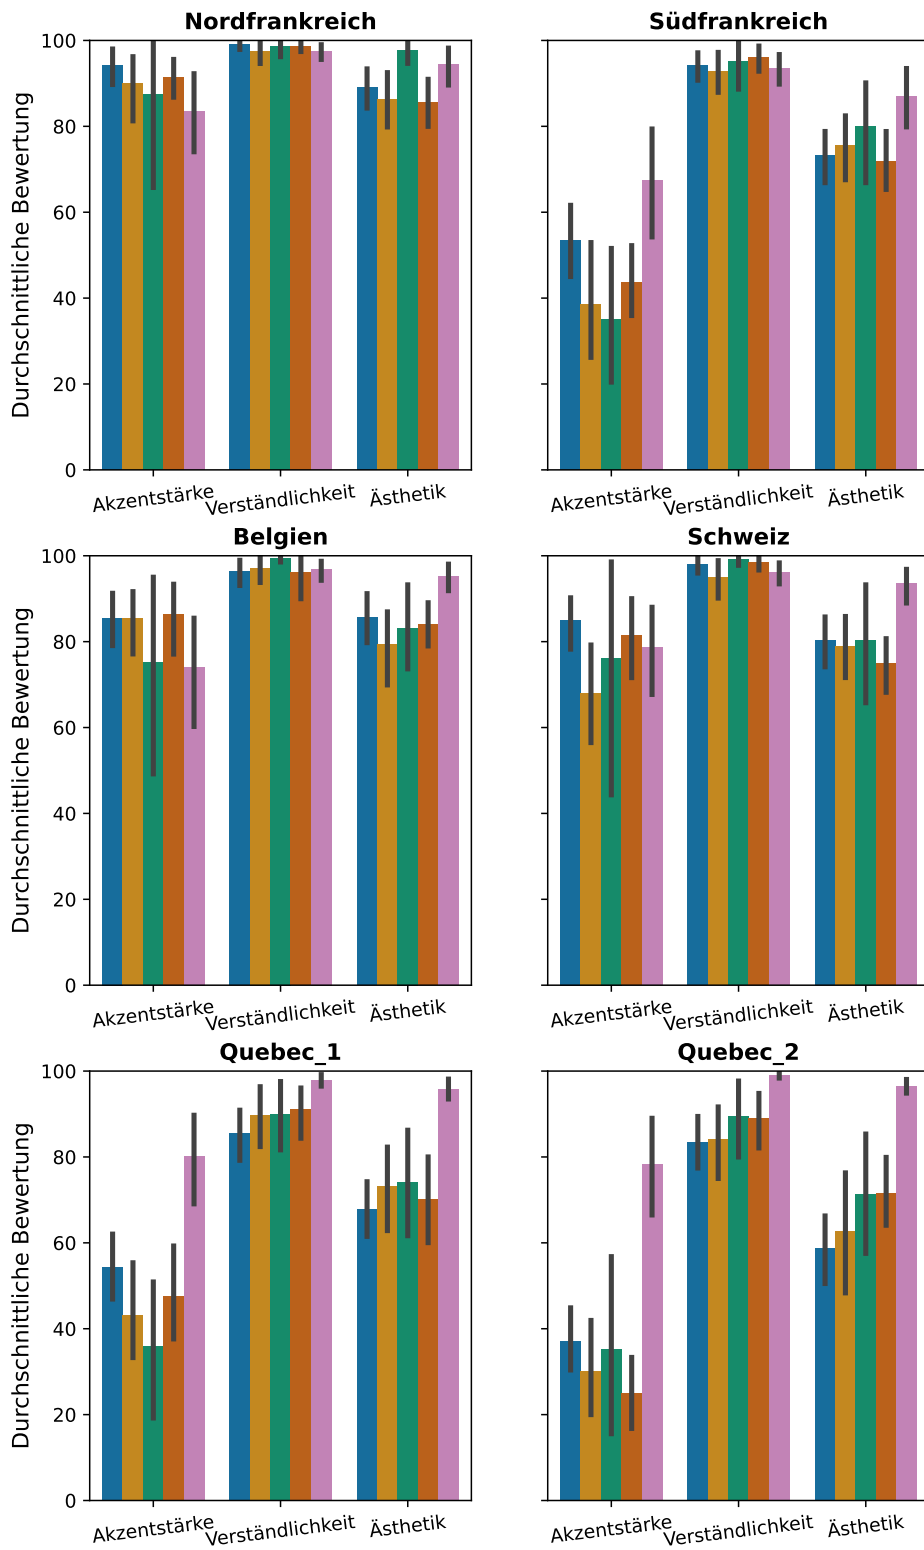 Nordfrankreich
Südfrankreich
Durchschnittliche Bewertung
100
80
60
40
20
0
Akzentstärke
Verständlichkeit
Ästhetik
Akzentstärke
Verständlichkeit
Ästhetik
Belgien
Schweiz
Durchschnittliche Bewertung
100
80
60
40
20
0
Akzentstärke
Verständlichkeit
Ästhetik
Akzentstärke
Verständlichkeit
Ästhetik
Quebec_1
Quebec_2
Durchschnittliche Bewertung
100
80
60
40
20
0
Akzentstärke
Verständlichkeit
Ästhetik
Akzentstärke
Verständlichkeit
Ästhetik